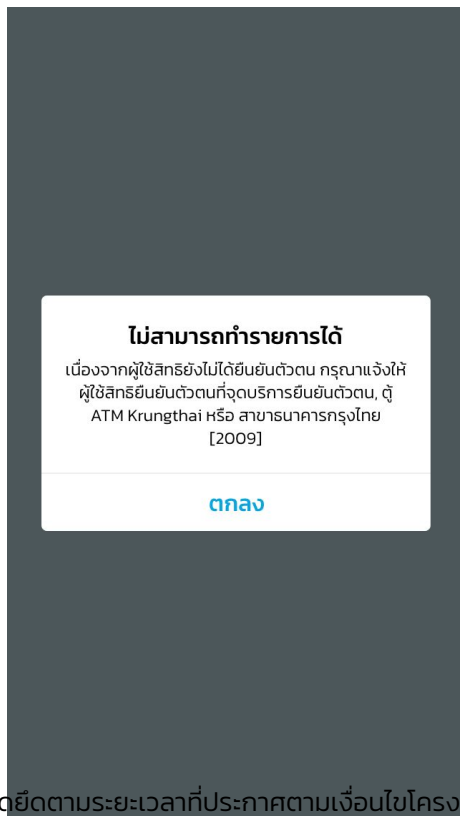 ไม่สามารถทำรายการได้
เนื่องจากผู้ใช้สิทธิยังไม่ได้ยืนยันตัวตน กรุณาแจ้งให้
ผู้ใช้สิทธิยืนยันตัวตนที่จุดบริการยืนยันตัวตน, ตู้
ATM Krungthai หรือ สาขาธนาคารกรุงไทย
[2009]
ตกลง
ยึดตามระยะเวลาที่ประกาศตามเงื่อนไข